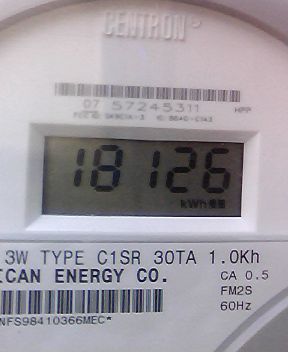 CENTRON®
07 57245311 HPP
18126
kWh
3W TYPE C1SR 30TA 1.0Kh
ICAN ENERGY CO.
CA 0.5
FM2S
60Hz
NFS98410366MEC*